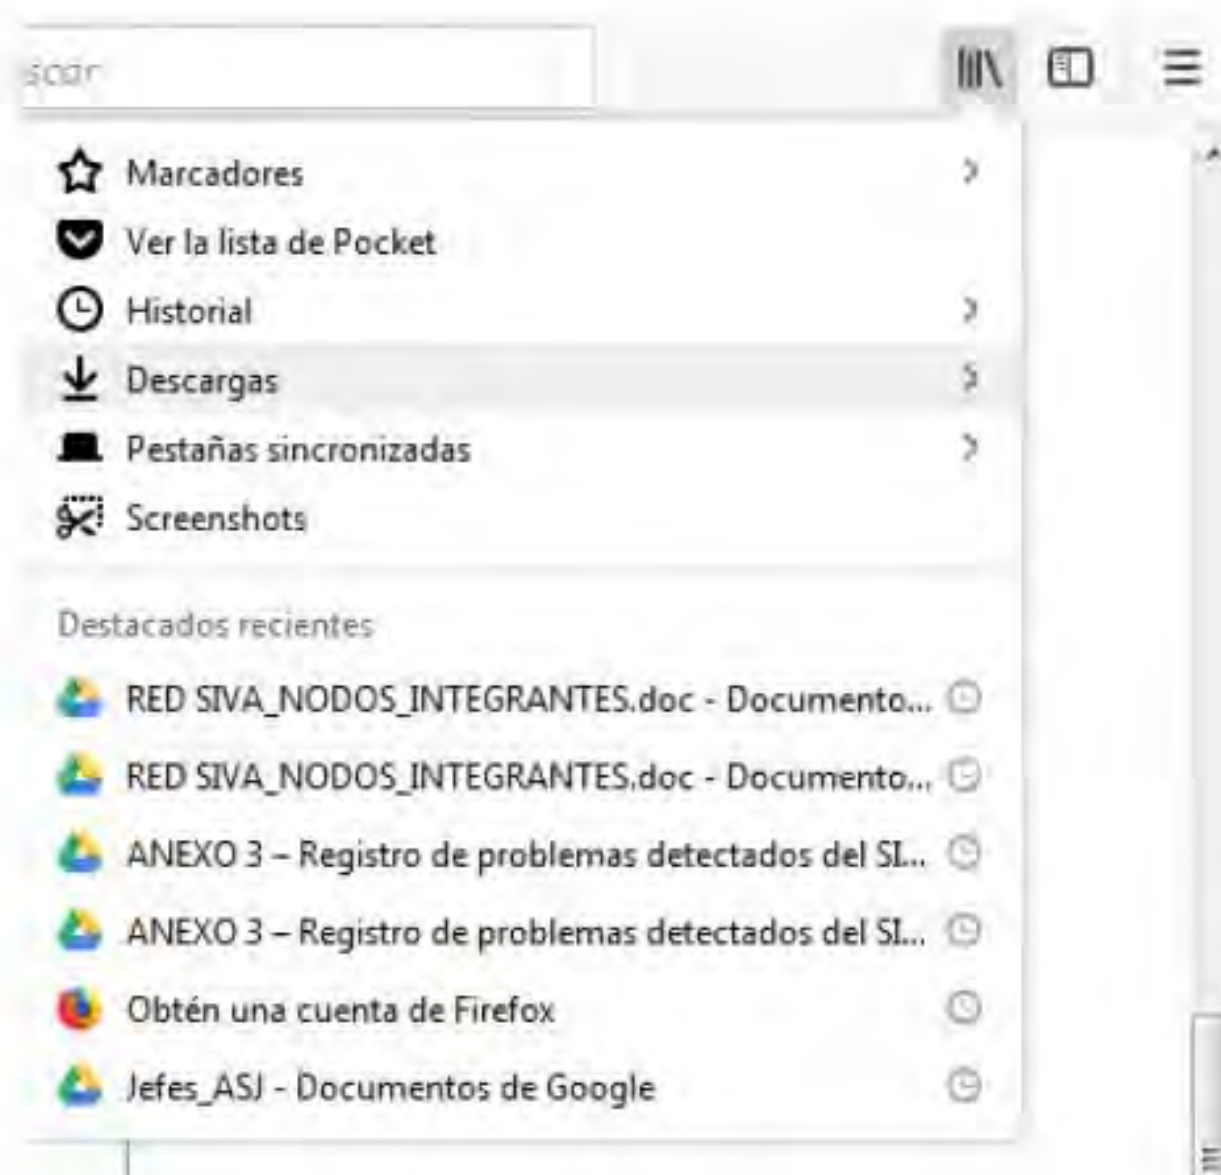 scar
Marcadores
Ver la lista de Pocket
Historial
Descargas
Pestañas sincronizadas
Screenshots
Destacados recientes
RED SIVA_NODOS_INTEGRANTES.doc - Documento...
RED SIVA_NODOS_INTEGRANTES.doc - Documento...
ANEXO 3 – Registro de problemas detectados del SI...
ANEXO 3 – Registro de problemas detectados del SI...
Obtén una cuenta de Firefox
Jefes_ASJ - Documentos de Google